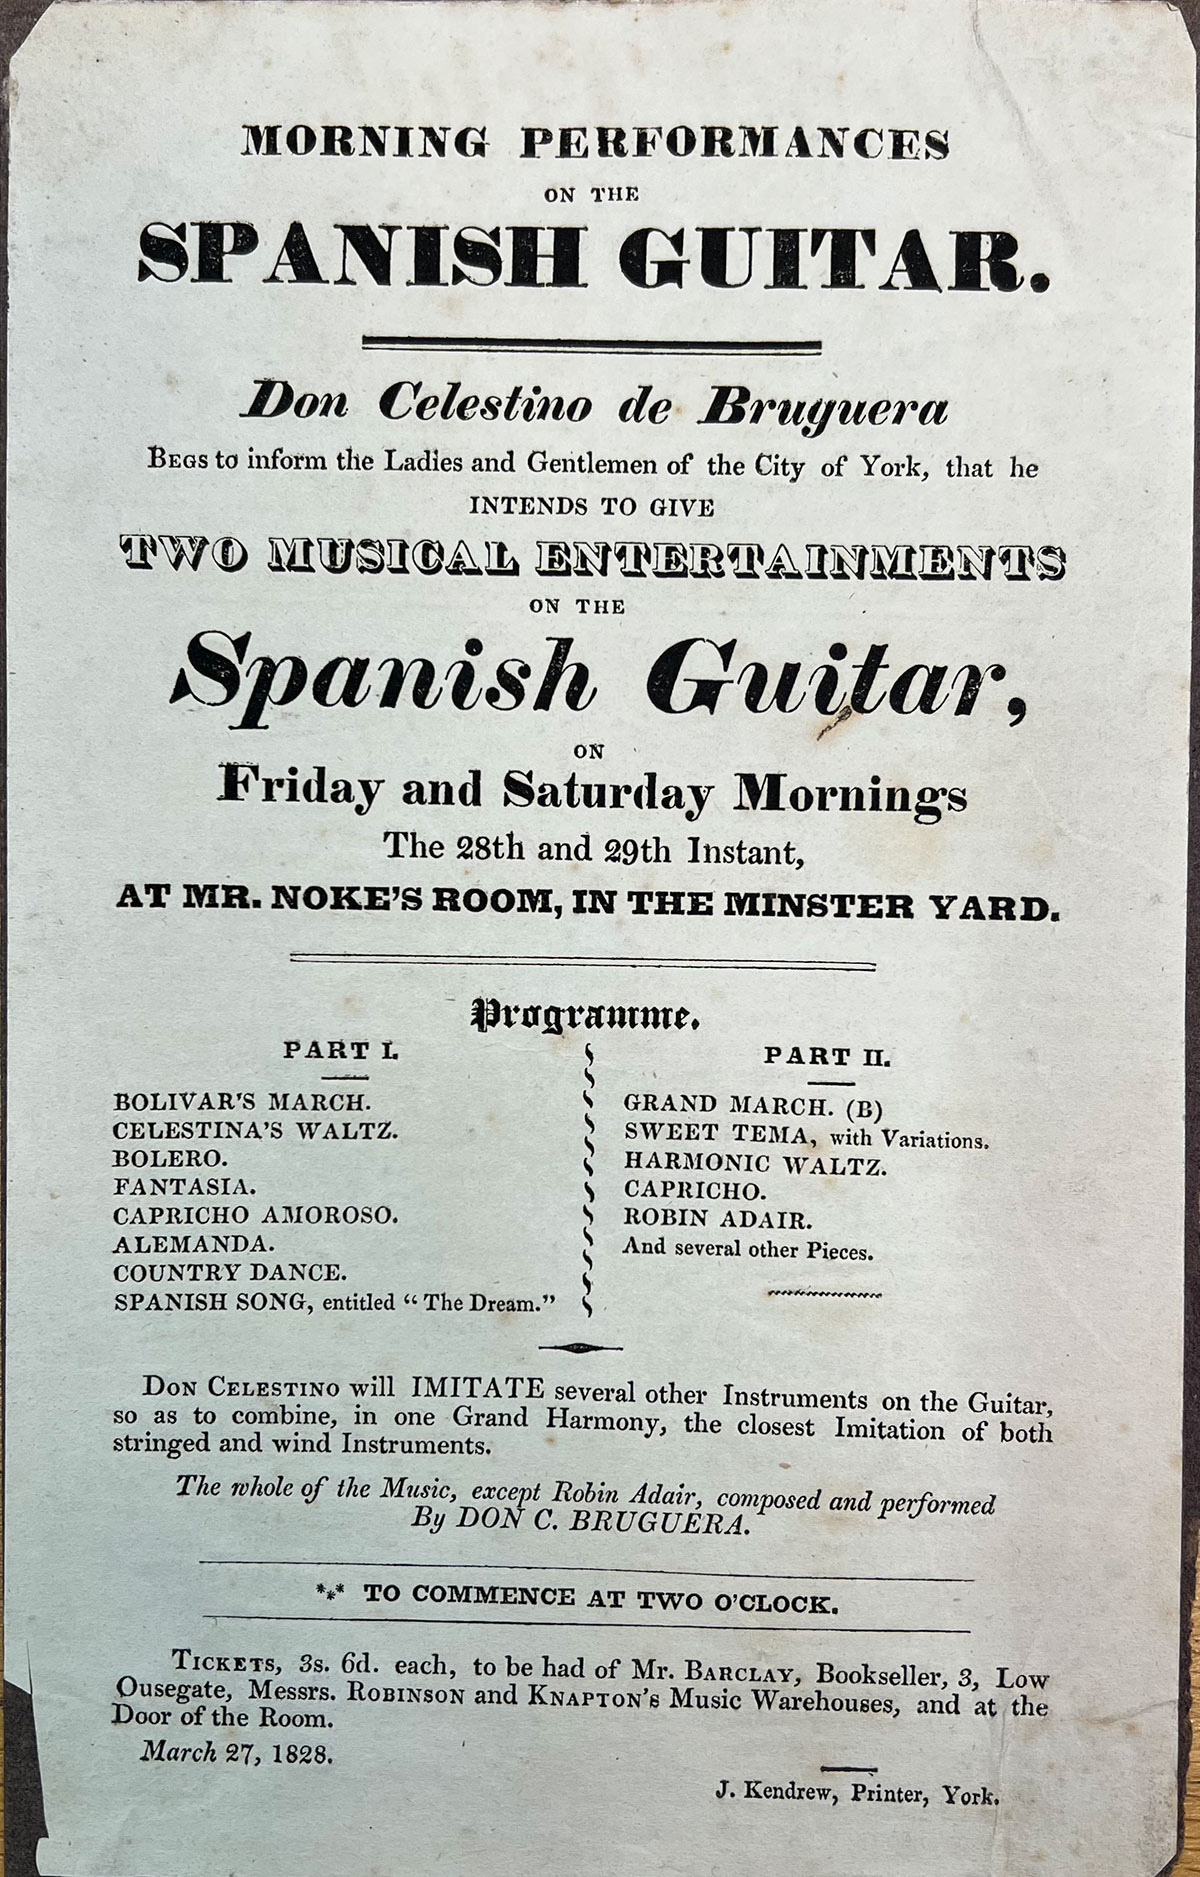 MORNING PERFORMANCES
ON THE
SPANISH GUITAR.
Don Celestino de Bruguera
BEGS to inform the Ladies and Gentlemen of the City of York, that he
INTENDS TO GIVE
TWO MUSICAL ENTERTAINMENTS
ON THE
Spanish Guitar,
ON
Friday and Saturday Mornings
The 28th and 29th Instant,
AT MR. NOKE'S ROOM, IN THE MINSTER YARD.
Programme.
PART I.
BOLIVAR'S MARCH.
CELESTINA'S WALTZ.
BOLERO.
FANTASIA.
CAPRICHO AMOROSO.
ALEMANDA.
COUNTRY DANCE.
SPANISH SONG, entitled “The Dream.”
PART II.
GRAND MARCH. (B)
SWEET TEMA, with Variations.
HARMONIC WALTZ.
CAPRICHO.
ROBIN ADAIR.
And several other Pieces.
DON CELESTINO will IMITATE several other Instruments on the Guitar,
so as to combine, in one Grand Harmony, the closest Imitation of both
stringed and wind Instruments.
The whole of the Music, except Robin Adair, composed and performed
By DON C. BRUGUERA.
*** TO COMMENCE AT TWO O'CLOCK.
TICKETS, 3s. 6d. each, to be had of Mr. BARCLAY, Bookseller, 3, Low
Ousegate, Messrs. ROBINSON and KNAPTON'S Music Warehouses, and at the
Door of the Room.
March 27, 1828.
J. Kendrew, Printer, York.